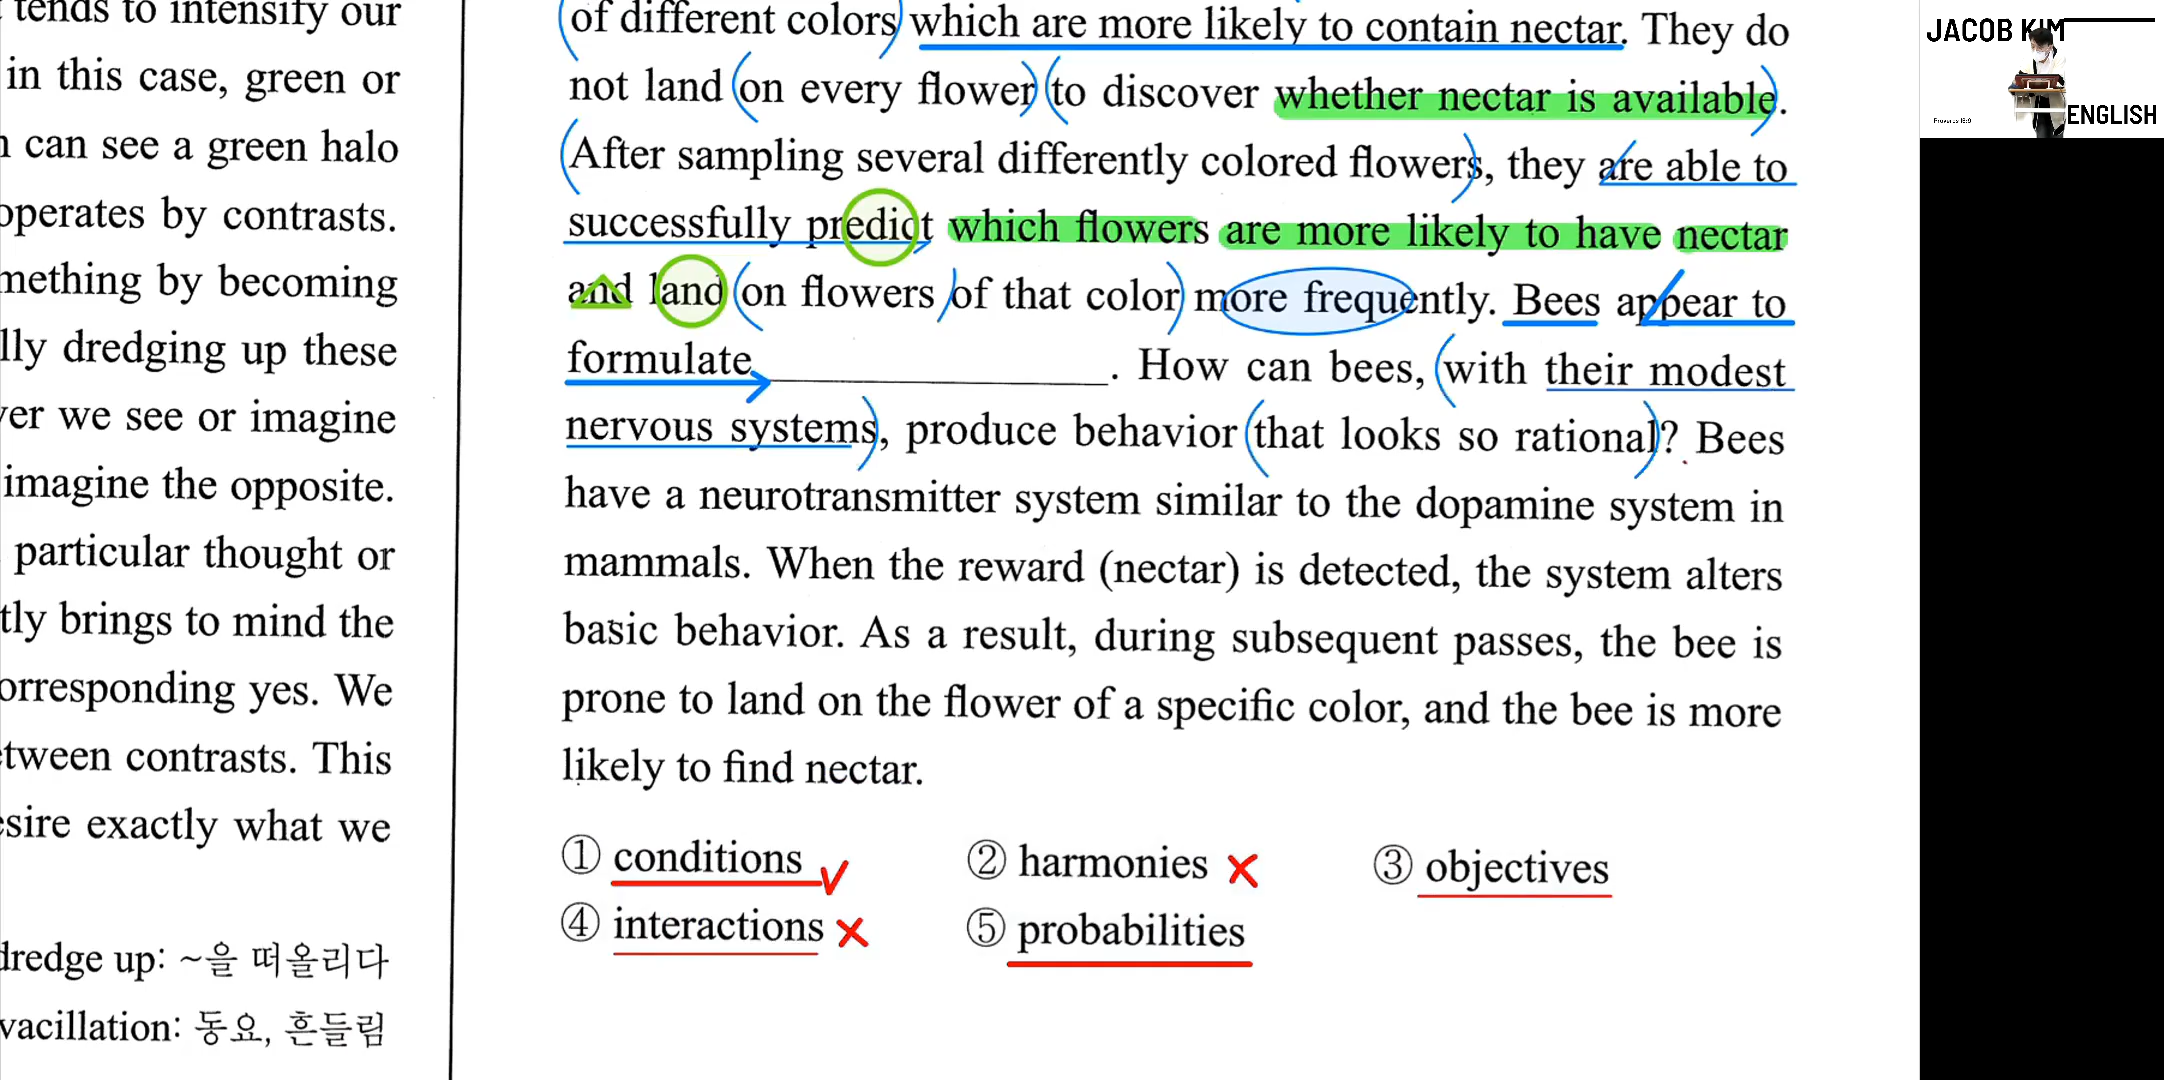 tends to intensify our
in this case, green or
can see a green halo
operates by contrasts.
mething by becoming
lly dredging up these
ver we see or imagine
imagine the opposite.
particular thought or
tly brings to mind the
orresponding yes. We
tween contrasts. This
esire exactly what we
dredge up: ~을 떠올리다
vacillation: 동요, 흔들림
of different colors which are more likely to contain nectar. They do
not land on every flower to discover whether nectar is available.
After sampling several differently colored flowers, they are able to
successfully predict which flowers are more likely to have nectar
and land on flowers of that color more frequently. Bees appear to
formulate ____________. How can bees, with their modest
nervous systems, produce behavior that looks so rational? Bees
have a neurotransmitter system similar to the dopamine system in
mammals. When the reward (nectar) is detected, the system alters
basic behavior. As a result, during subsequent passes, the bee is
prone to land on the flower of a specific color, and the bee is more
likely to find nectar.
① conditions ② harmonies ③ objectives
④ interactions ⑤ probabilities
JACOB KIM
ENGLISH
Proverbs 16:9